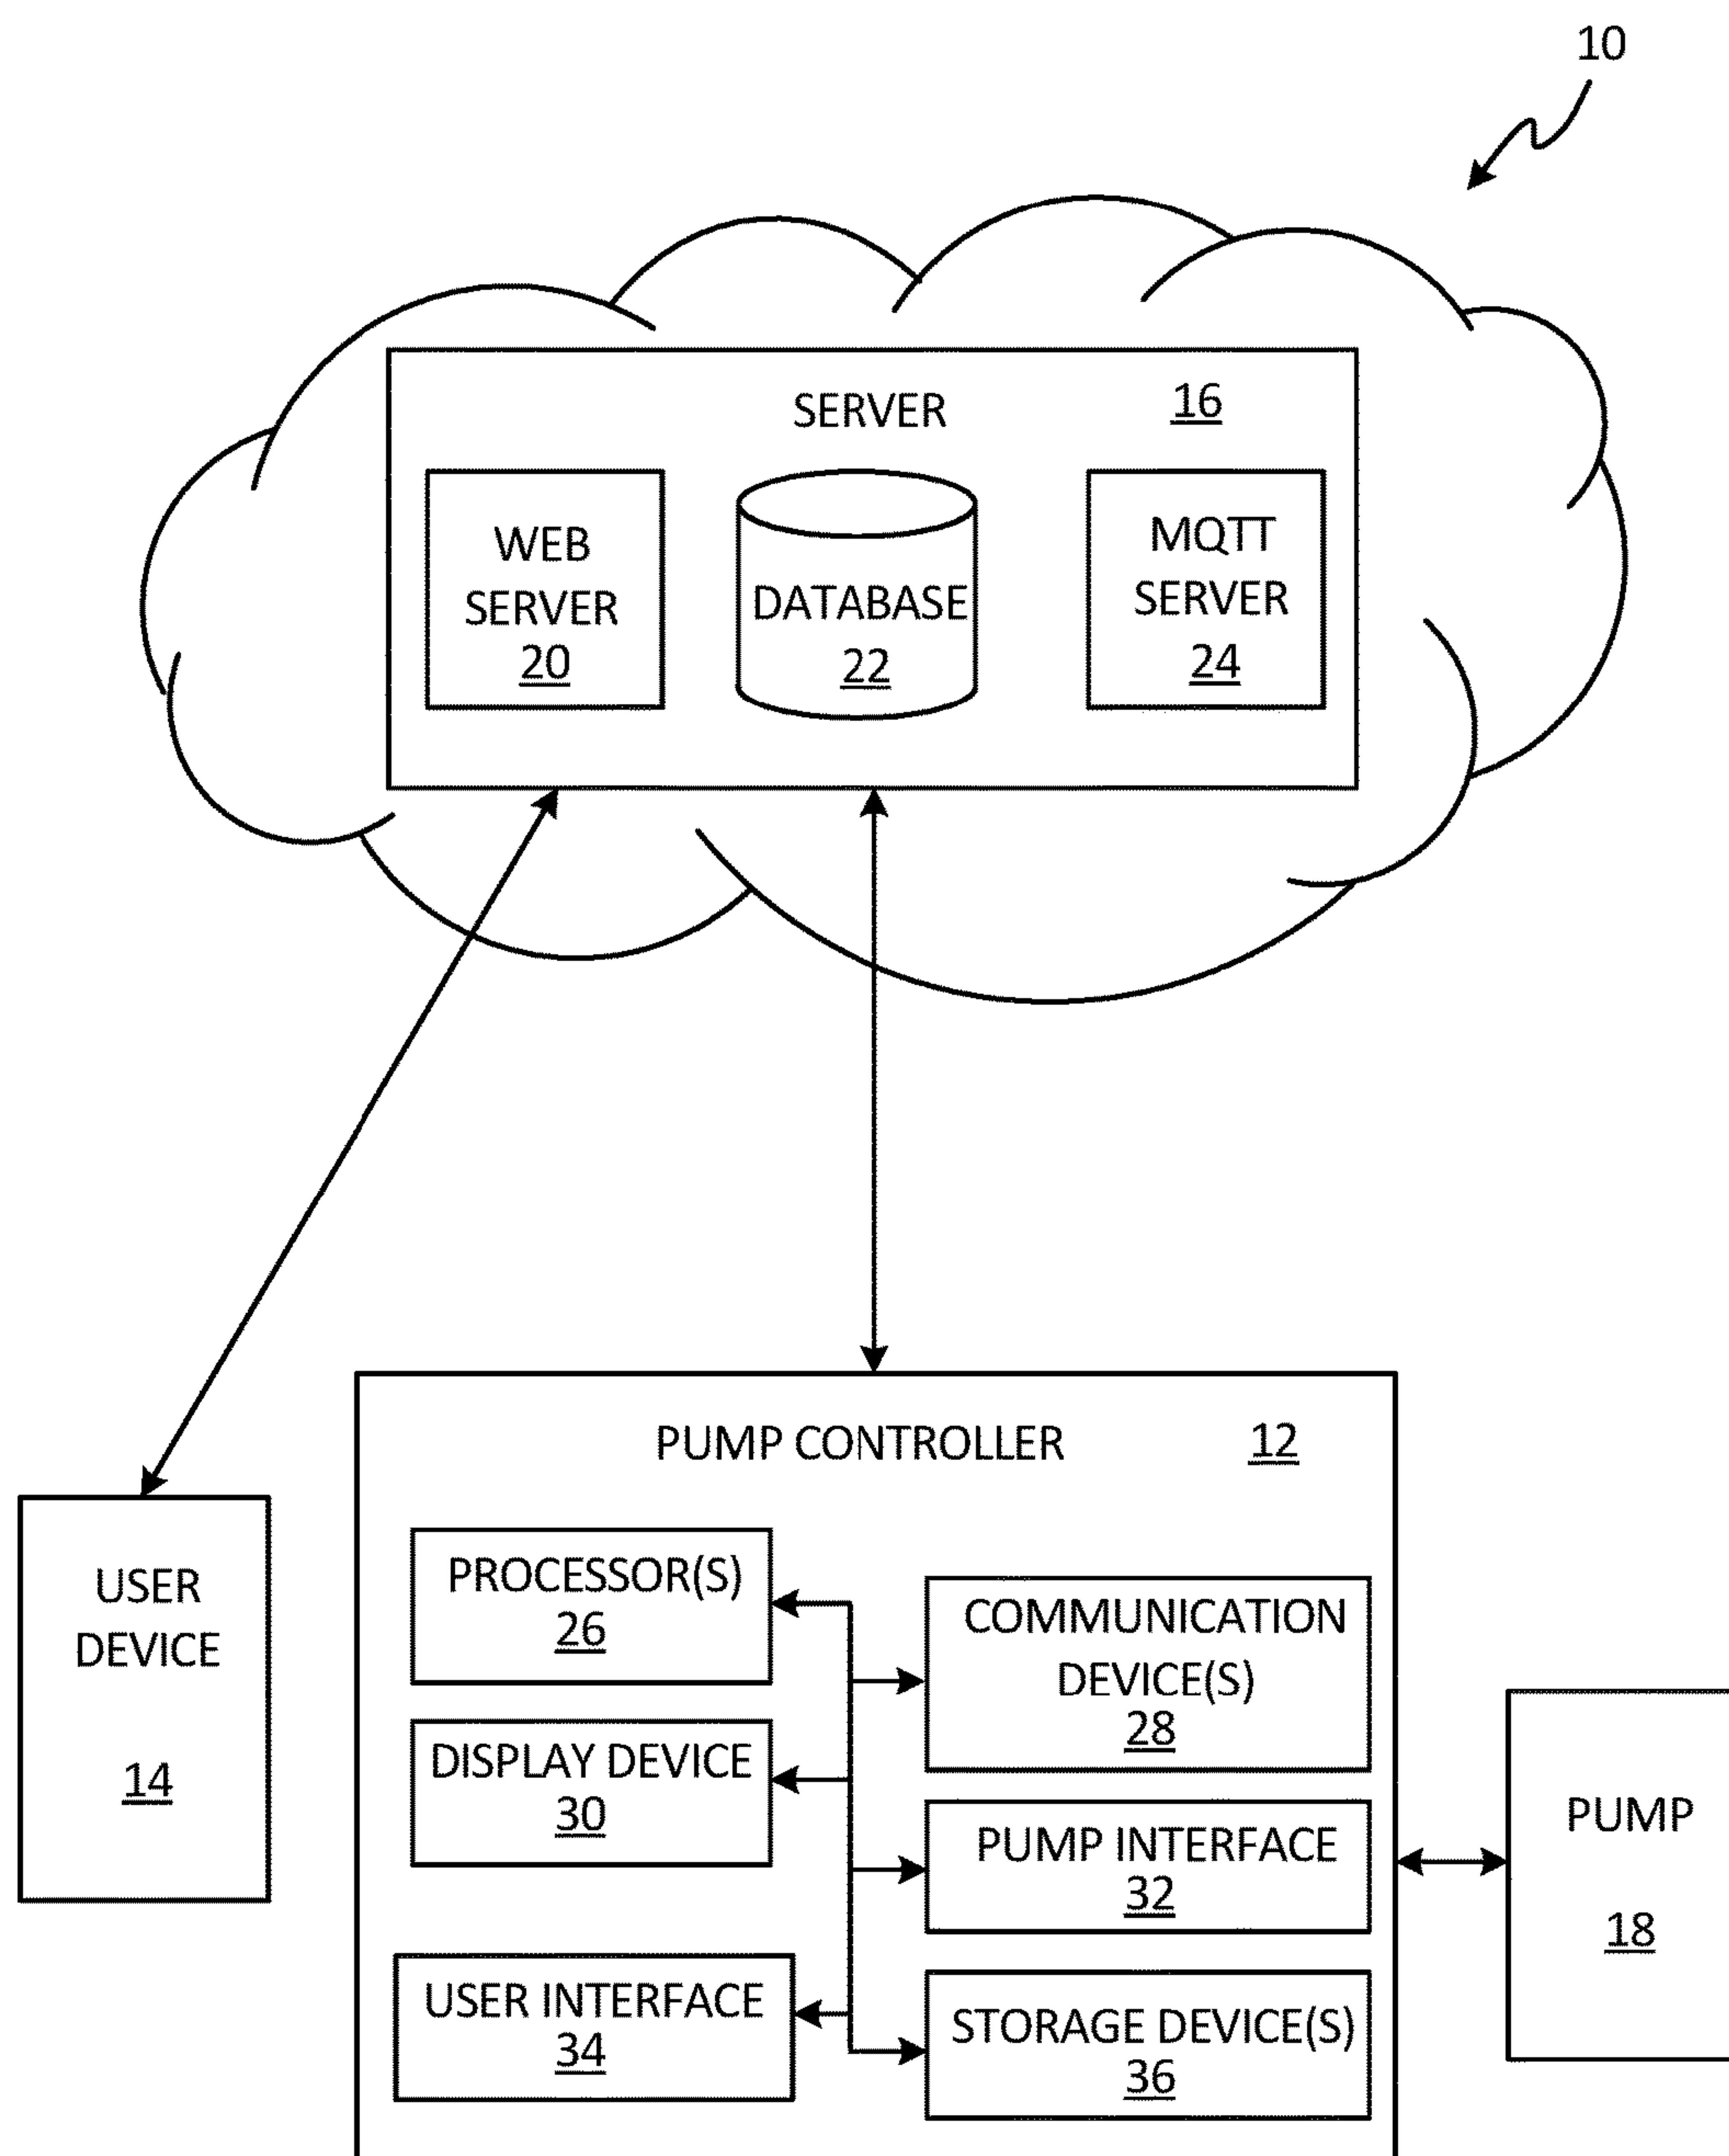 10
SERVER 16
WEB
SERVER
20
DATABASE
22
MQTT
SERVER
24
PUMP CONTROLLER 12
USER
DEVICE
14
PROCESSOR(S)
26
COMMUNICATION
DEVICE(S)
28
DISPLAY DEVICE
30
PUMP INTERFACE
32
USER INTERFACE
34
STORAGE DEVICE(S)
36
PUMP
18